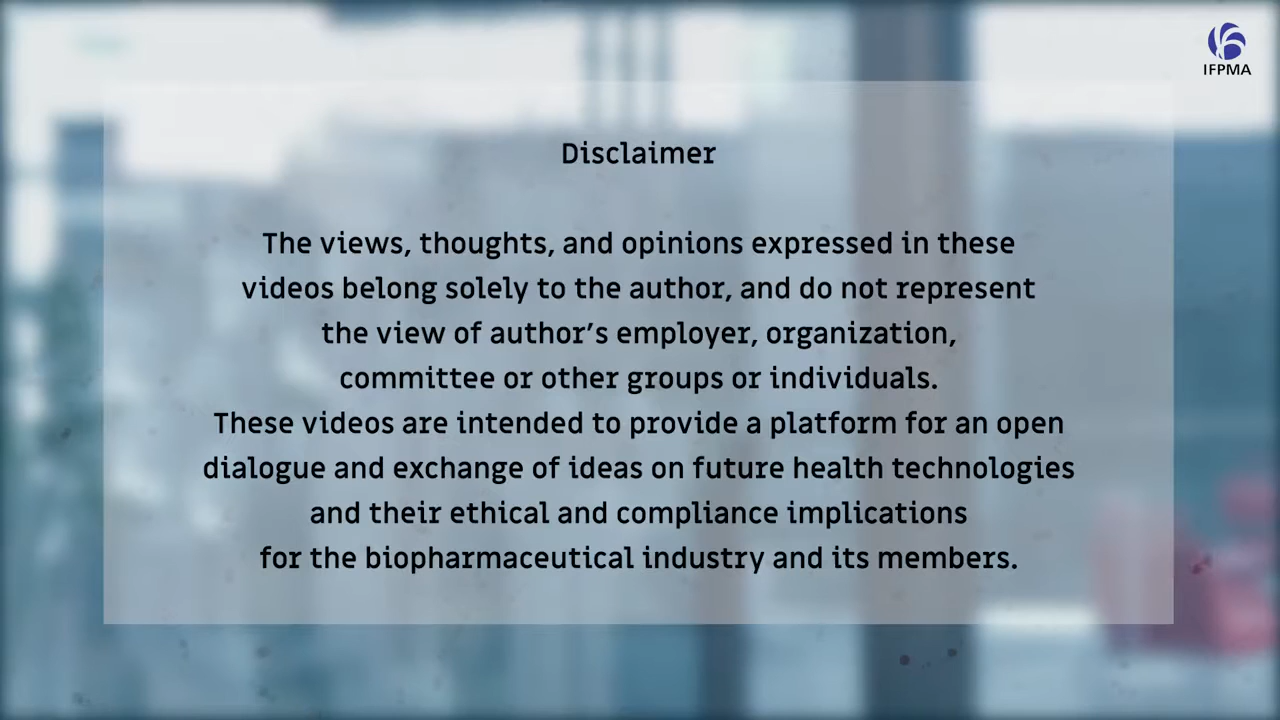 IFPMA
Disclaimer
The views, thoughts, and opinions expressed in these
videos belong solely to the author, and do not represent
the view of author’s employer, organization,
committee or other groups or individuals.
These videos are intended to provide a platform for an open
dialogue and exchange of ideas on future health technologies
and their ethical and compliance implications
for the biopharmaceutical industry and its members.